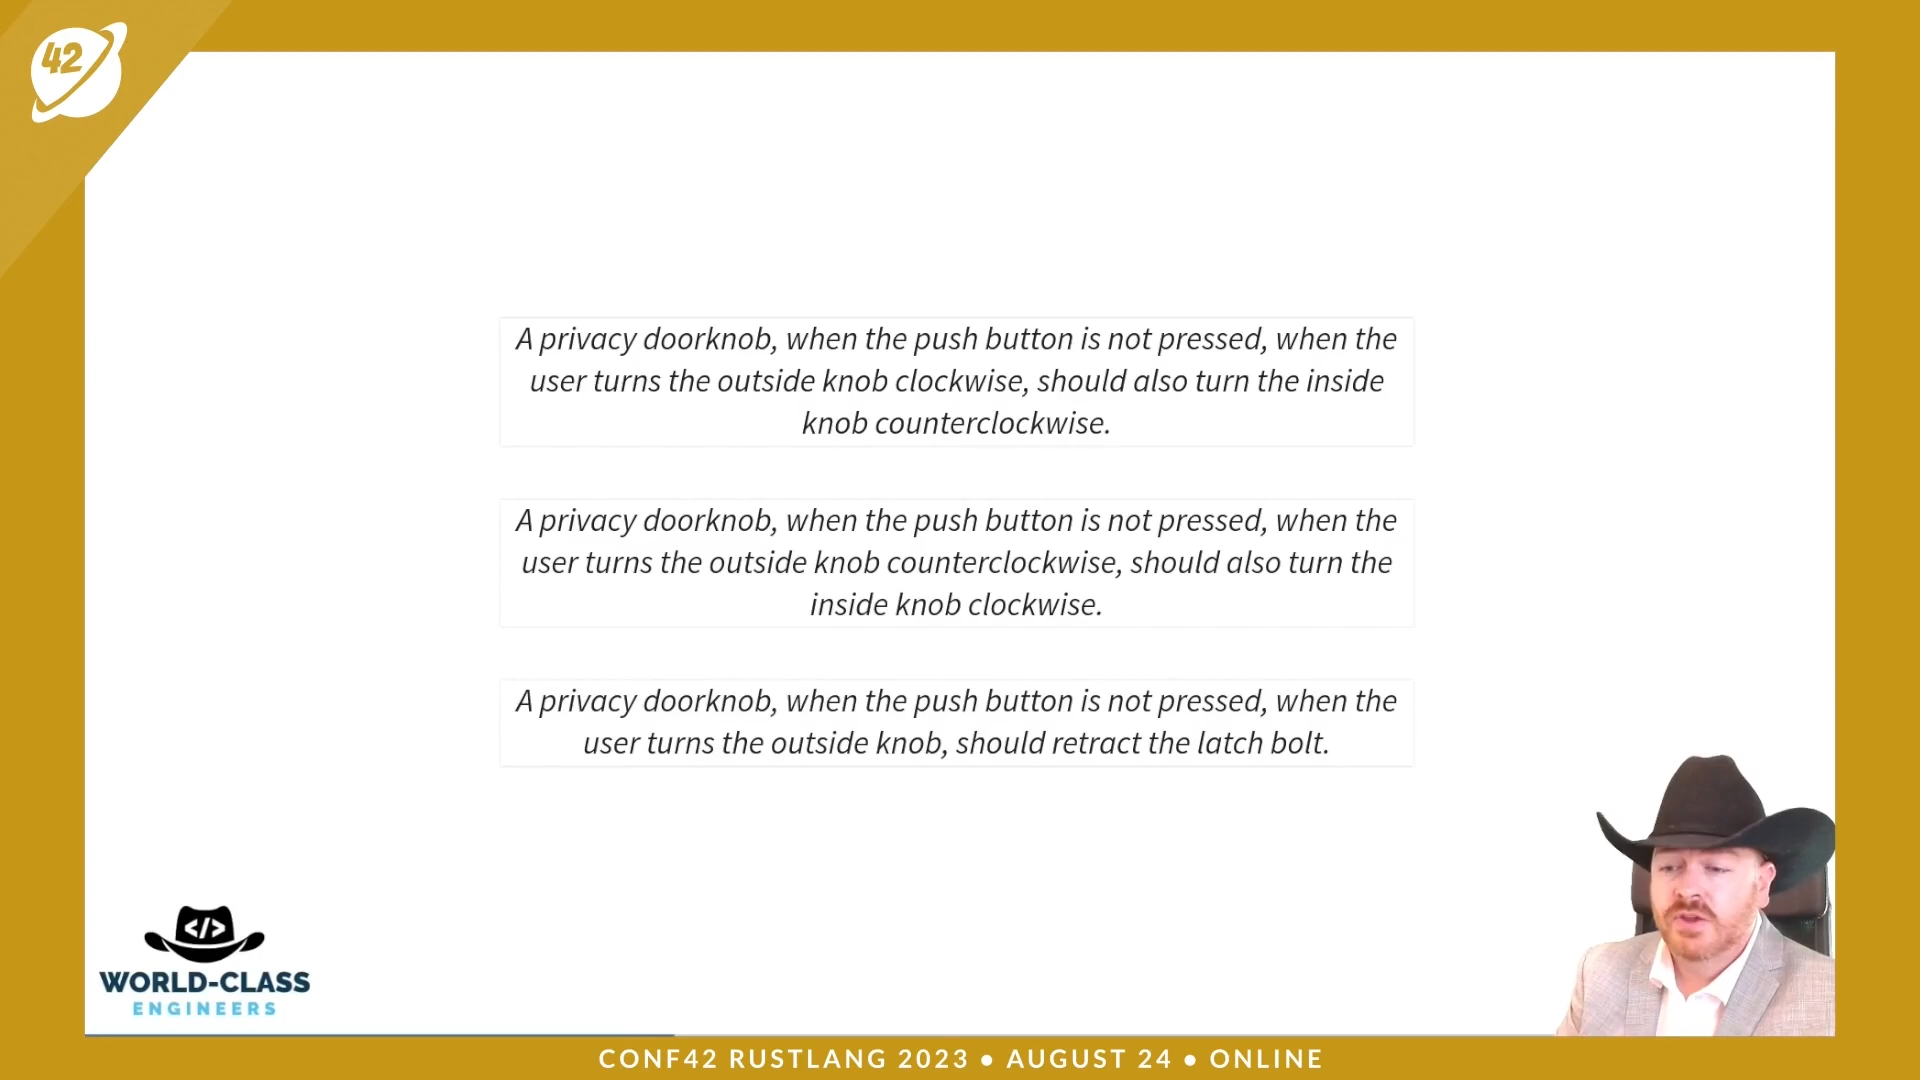 42
A privacy doorknob, when the push button is not pressed, when the
user turns the outside knob clockwise, should also turn the inside
knob counterclockwise.
A privacy doorknob, when the push button is not pressed, when the
user turns the outside knob counterclockwise, should also turn the
inside knob clockwise.
A privacy doorknob, when the push button is not pressed, when the
user turns the outside knob, should retract the latch bolt.
</>
WORLD-CLASS
ENGINEERS
CONF42 RUSTLANG 2023 • AUGUST 24 • ONLINE